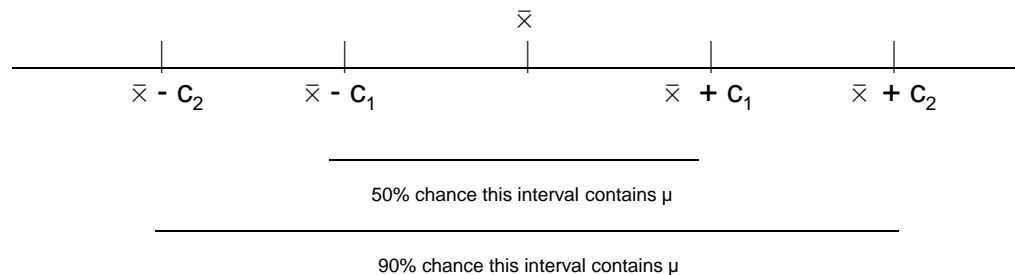 x̄
x̄ - c₂ x̄ - c₁ x̄ + c₁ x̄ + c₂
50% chance this interval contains μ
90% chance this interval contains μ